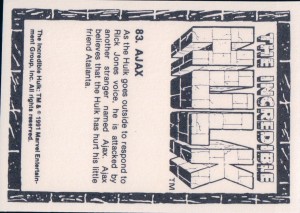 THE INCREDIBLE
HULK™
83. AJAX
As the Hulk goes outside to respond to
Rick Jones voice, he is attacked by
another stranger named Ajax. Ajax
believes that the Hulk has hurt his little
friend Atalanta.
The Incredible Hulk: TM & © 1991 Marvel Entertain-
ment Group, Inc. All rights reserved.